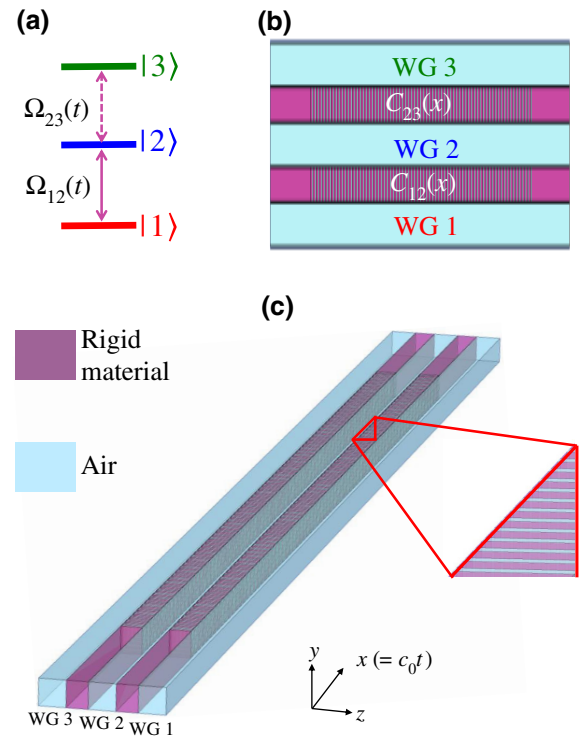 (a)
|3⟩
Ω₂₃(t)
|2⟩
Ω₁₂(t)
|1⟩
(b)
WG 3
C₂₃(x)
WG 2
C₁₂(x)
WG 1
(c)
Rigid
material
Air
WG 3 WG 2 WG 1
y
x (= c₀t)
z